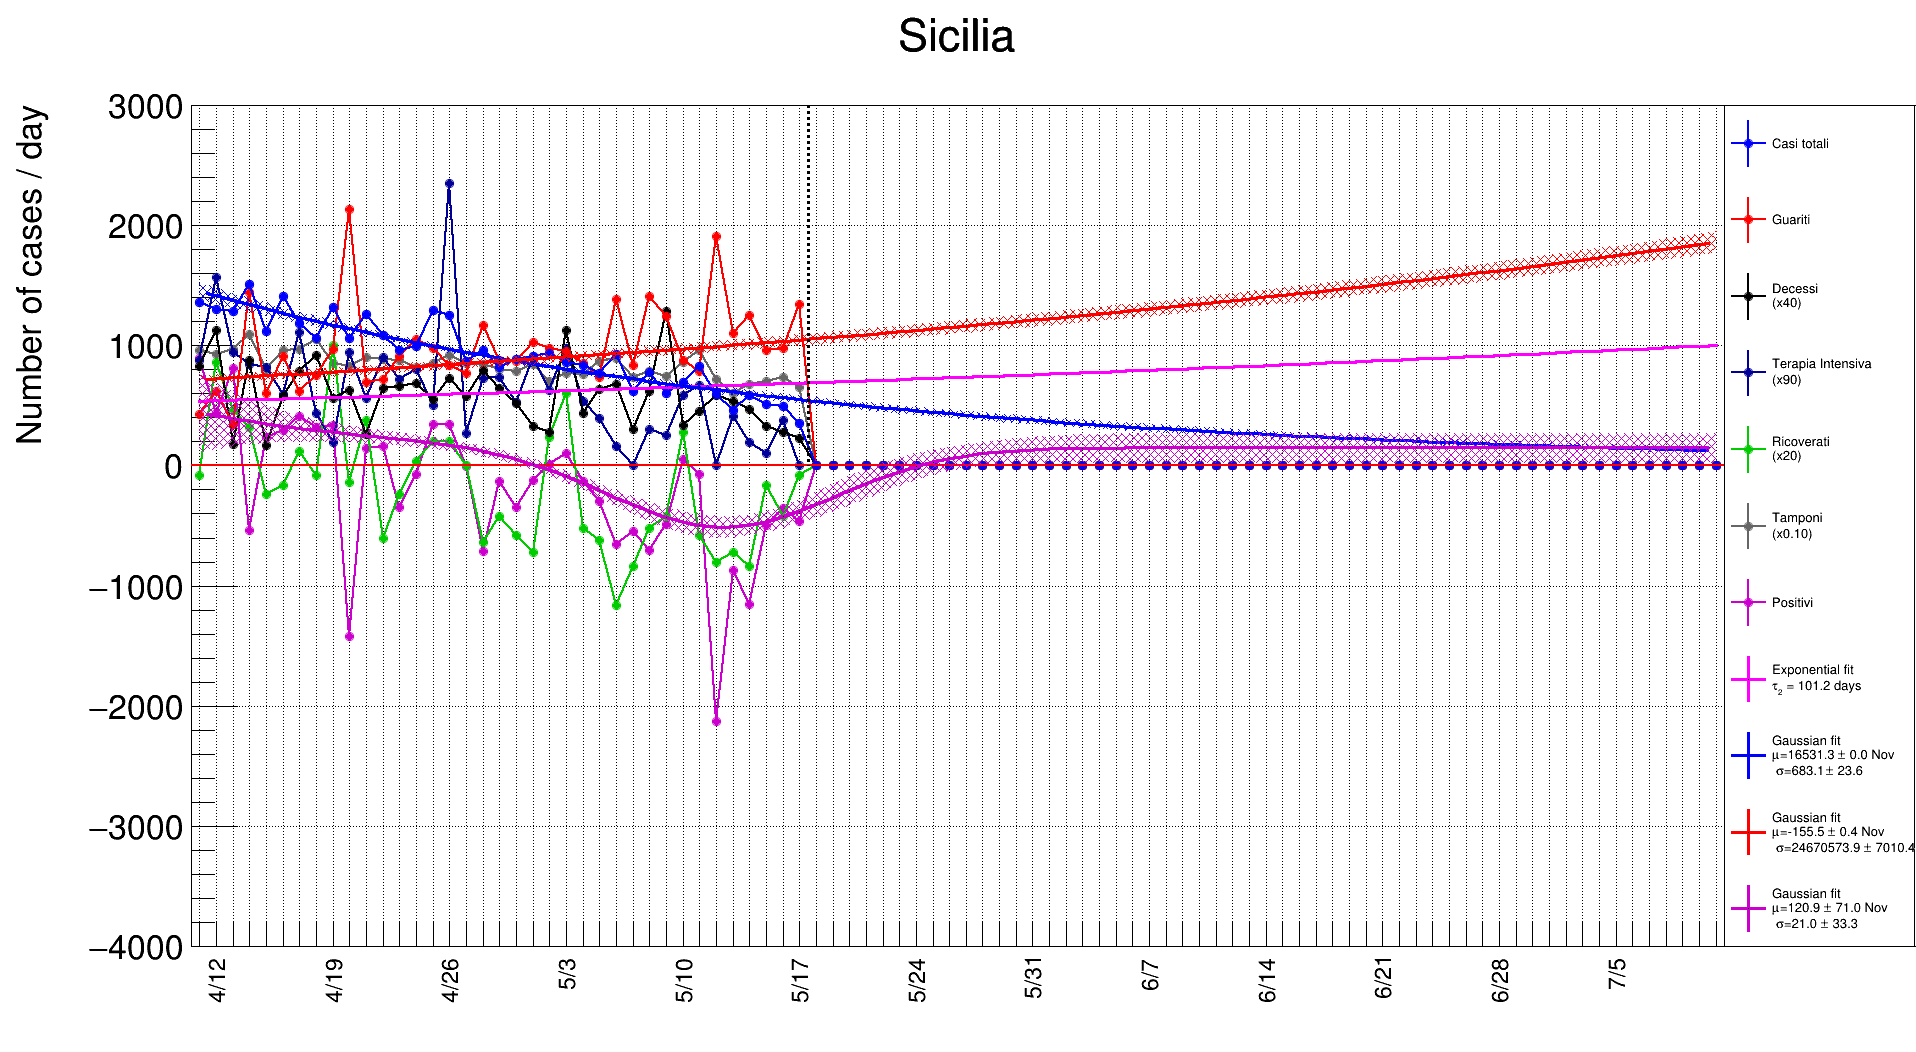 Sicilia
Number of cases / day
3000
2000
1000
0
−1000
−2000
−3000
−4000
4/12
4/19
4/26
5/3
5/10
5/17
5/24
5/31
6/7
6/14
6/21
6/28
7/5
Casi totali
Guariti
Decessi
(x40)
Terapia Intensiva
(x90)
Ricoverati
(x20)
Tamponi
(x0.10)
Positivi
Exponential fit
τ2 = 101.2 days
Gaussian fit
μ=16531.3 ± 0.0 Nov
σ=683.1 ± 23.6
Gaussian fit
μ=-155.5 ± 0.4 Nov
σ=24670573.9 ± 7010.4
Gaussian fit
μ=120.9 ± 71.0 Nov
σ=21.0 ± 33.3